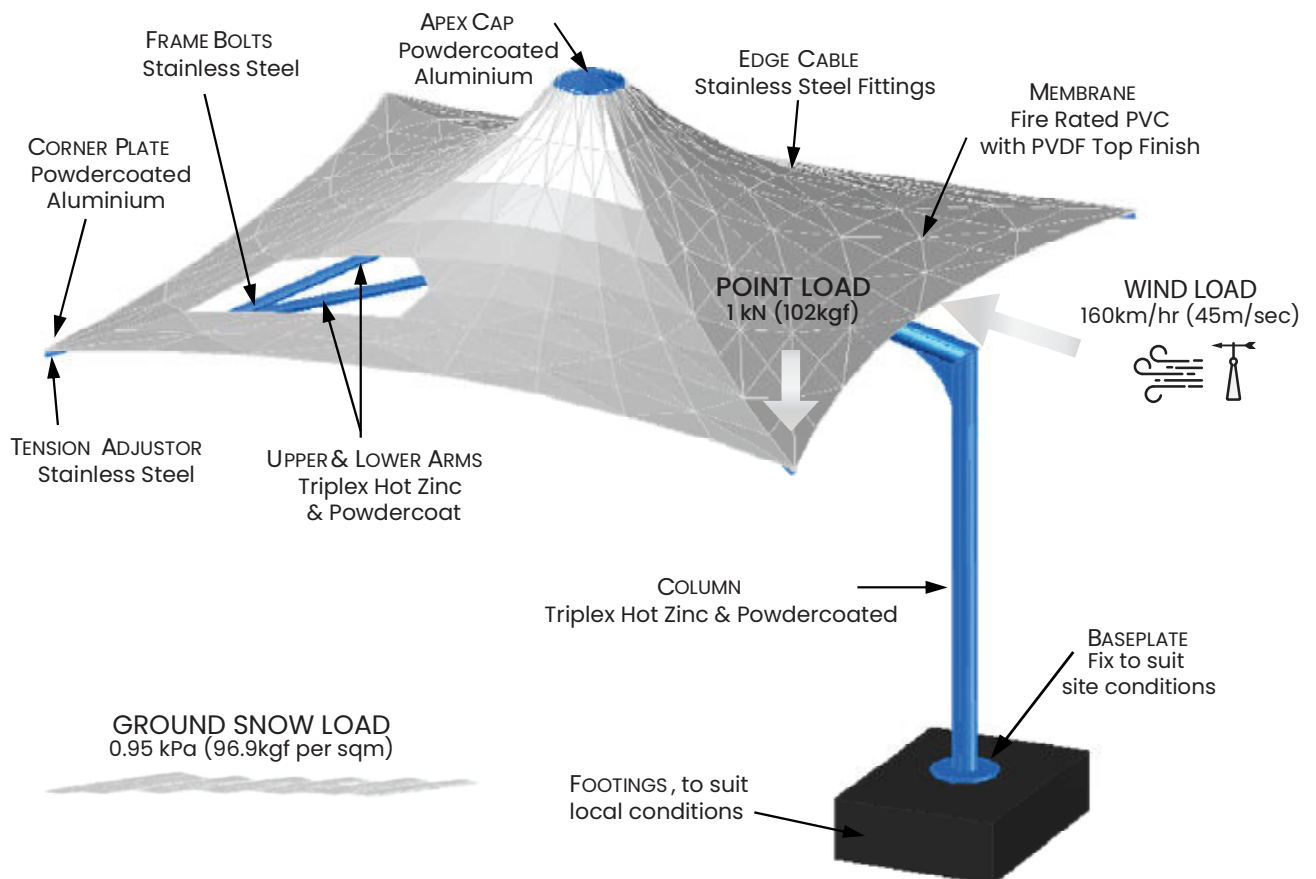 FRAME BOLTS
Stainless Steel
APEX CAP
Powdercoated
Aluminium
EDGE CABLE
Stainless Steel Fittings
MEMBRANE
Fire Rated PVC
with PVDF Top Finish
CORNER PLATE
Powdercoated
Aluminium
POINT LOAD
1 kN (102kgf)
WIND LOAD
160km/hr (45m/sec)
TENSION ADJUSTOR
Stainless Steel
UPPER & LOWER ARMS
Triplex Hot Zinc
& Powdercoat
COLUMN
Triplex Hot Zinc & Powdercoated
BASEPLATE
Fix to suit
site conditions
GROUND SNOW LOAD
0.95 kPa (96.9kgf per sqm)
FOOTINGS, to suit
local conditions